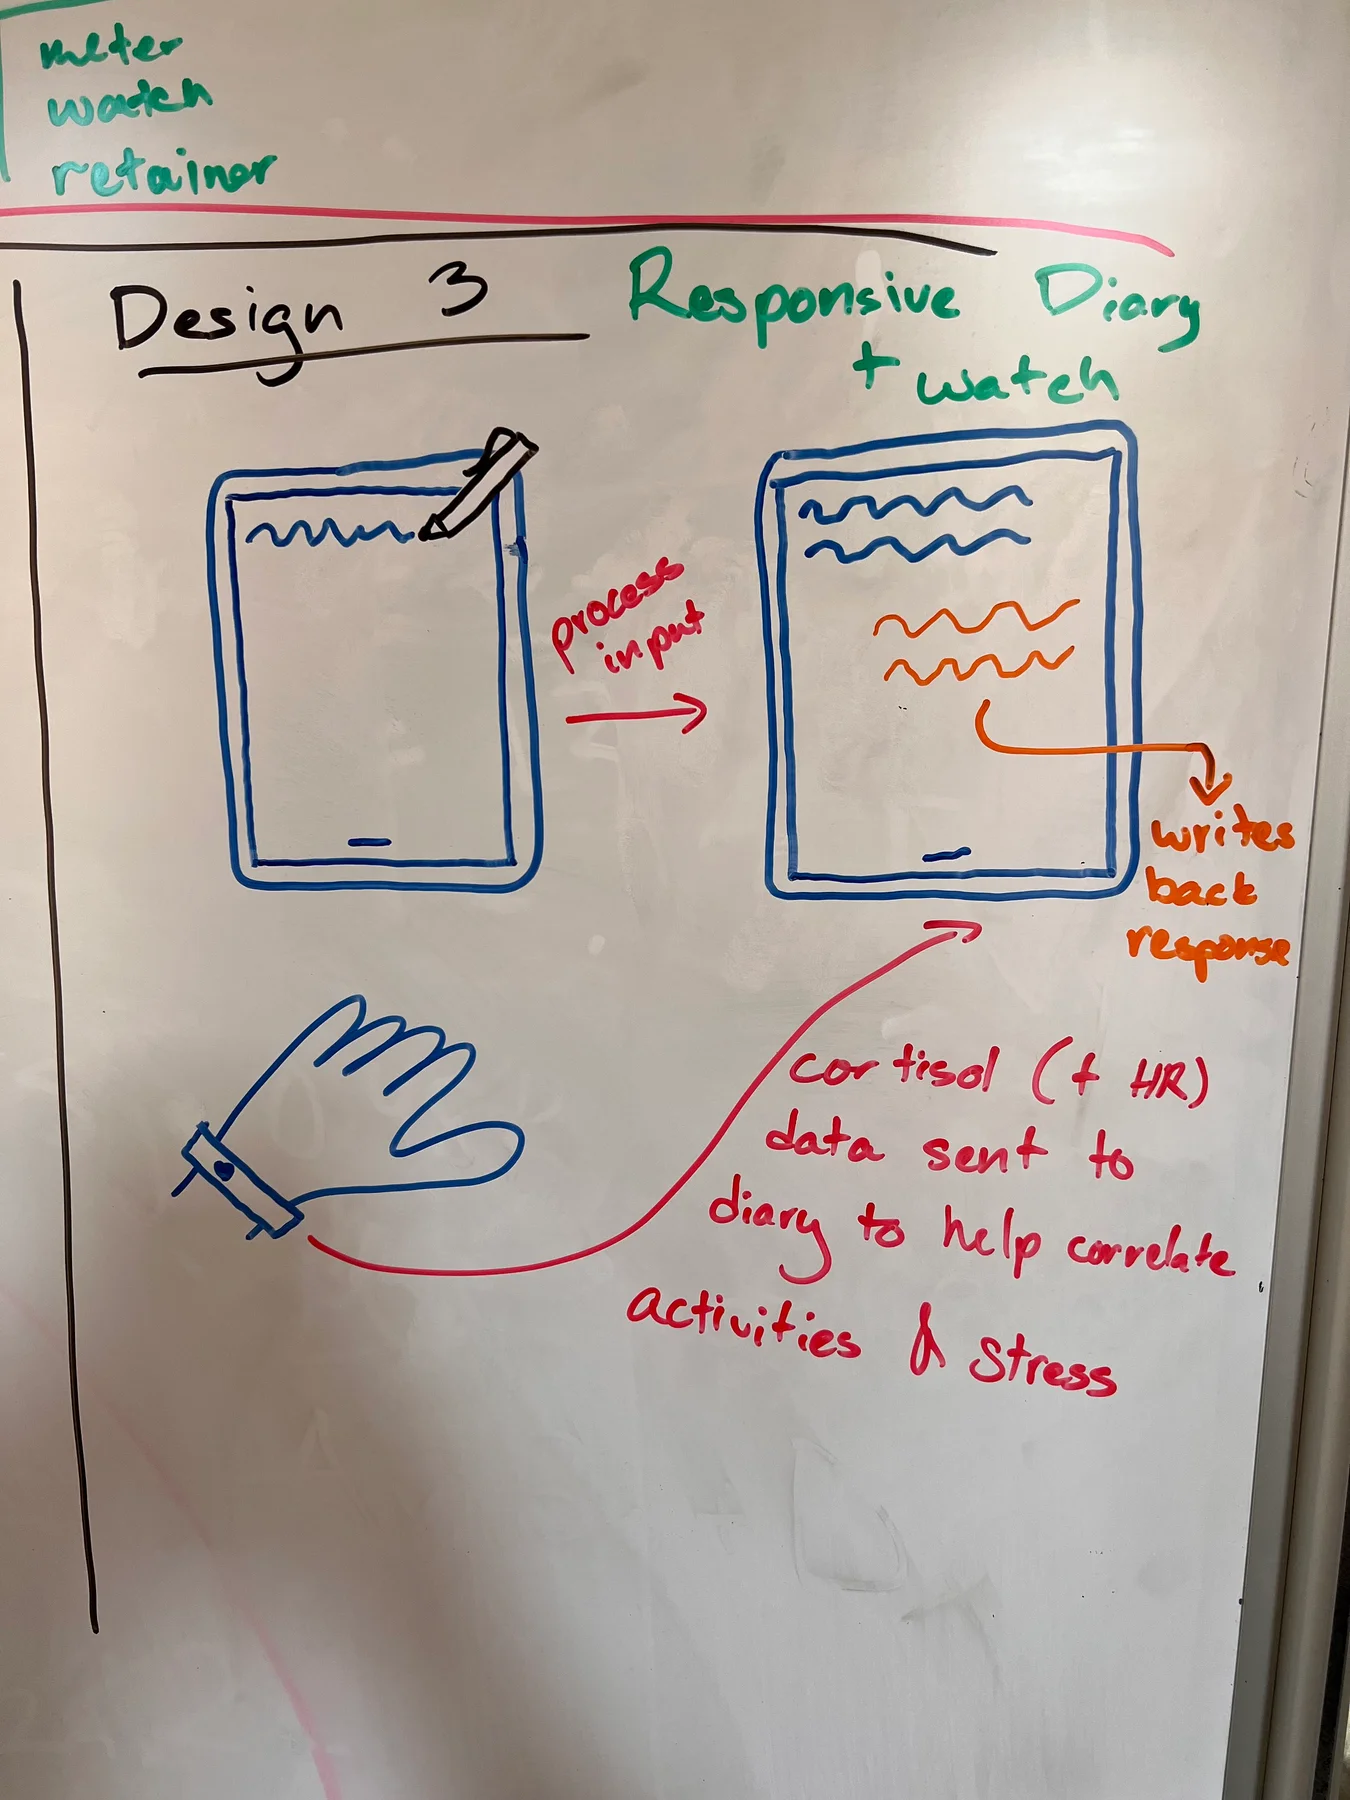 meter
watch
retainer
Design 3
Responsive Diary
+ watch
process
input
writes
back
response
cortisol (+ HR)
data sent to
diary to help correlate
activities & stress